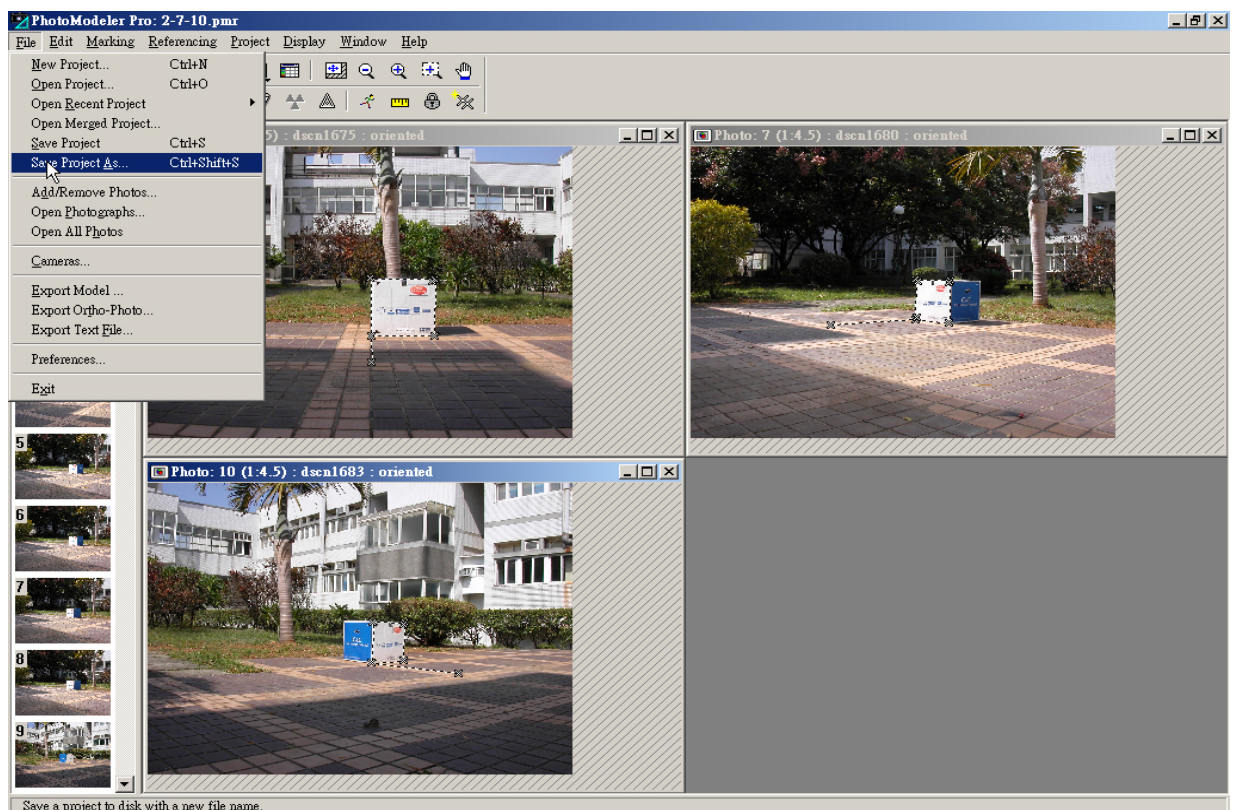 PhotoModeler Pro: 2-7-10.pmr
File Edit Marking Referencing Project Display Window Help
New Project... Ctrl+N
Open Project... Ctrl+O
Open Recent Project
Open Merged Project...
Save Project Ctrl+S
Save Project As... Ctrl+Shift+S
Add/Remove Photos...
Open Photographs...
Open All Photos
Cameras...
Export Model ...
Export Ortho-Photo...
Export Text File...
Preferences...
Exit
5) : dscn1675 : oriented
Photo: 7 (1:4.5) : dscn1680 : oriented
Photo: 10 (1:4.5) : dscn1683 : oriented
5
6
7
8
9
Save a project to disk with a new file name.